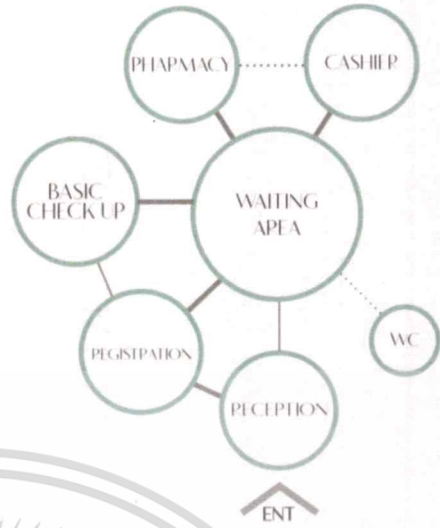 PHARMACY
CASHIER
BASIC
CHECK UP
WAITING
AREA
REGISTRATION
WC
RECEPTION
ENT